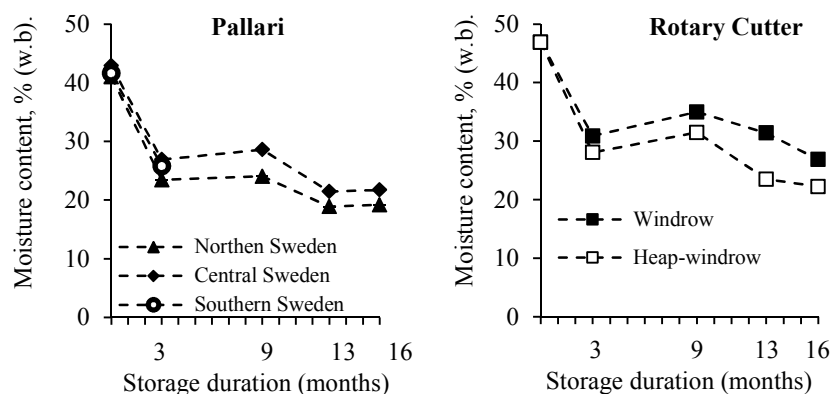 Pallari
Moisture content, % (w.b).
50
40
30
20
10
0
Northen Sweden
Central Sweden
Southern Sweden
3 9 13 16
Storage duration (months)
Rotary Cutter
Moisture content, % (w.b).
50
40
30
20
10
0
Windrow
Heap-windrow
3 9 13 16
Storage duration (months)